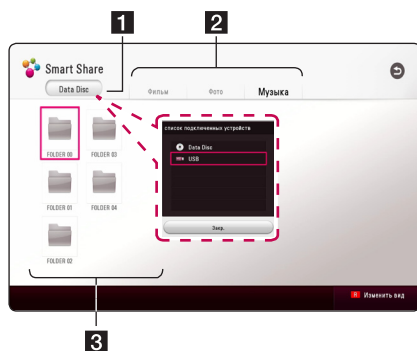 1
2
Smart Share
Data Disc
Фильм
Фото
Музыка
список подключенных устройств
Data Disc
USB
Закр.
FOLDER 00
FOLDER 03
FOLDER 01
FOLDER 04
FOLDER 02
R Изменить вид
3